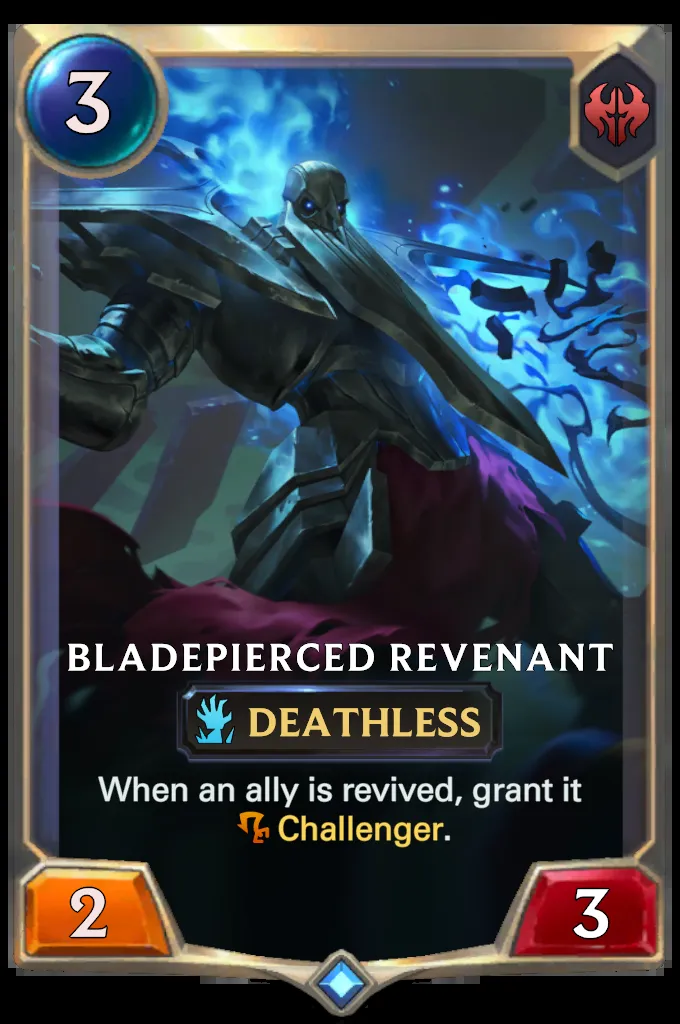 3
BLADEPIERCED REVENANT
DEATHLESS
When an ally is revived, grant it
Challenger.
2
3